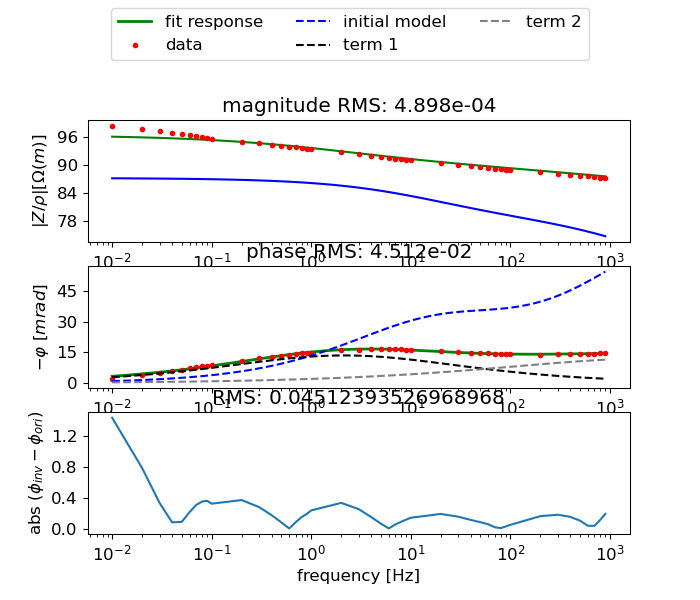 fit response initial model term 2
data term 1
magnitude RMS: 4.898e-04
|Z/ρ|[Ω(m)]
96
90
84
78
10⁻² 10⁻¹ 10⁰ 10¹ 10² 10³
phase RMS: 4.512e-02
−φ [mrad]
45
30
15
0
10⁻² 10⁻¹ 10⁰ 10¹ 10² 10³
RMS: 0.045123935526968968
abs (ϕ_inv − ϕ_ori)
1.2
0.8
0.4
0.0
10⁻² 10⁻¹ 10⁰ 10¹ 10² 10³
frequency [Hz]